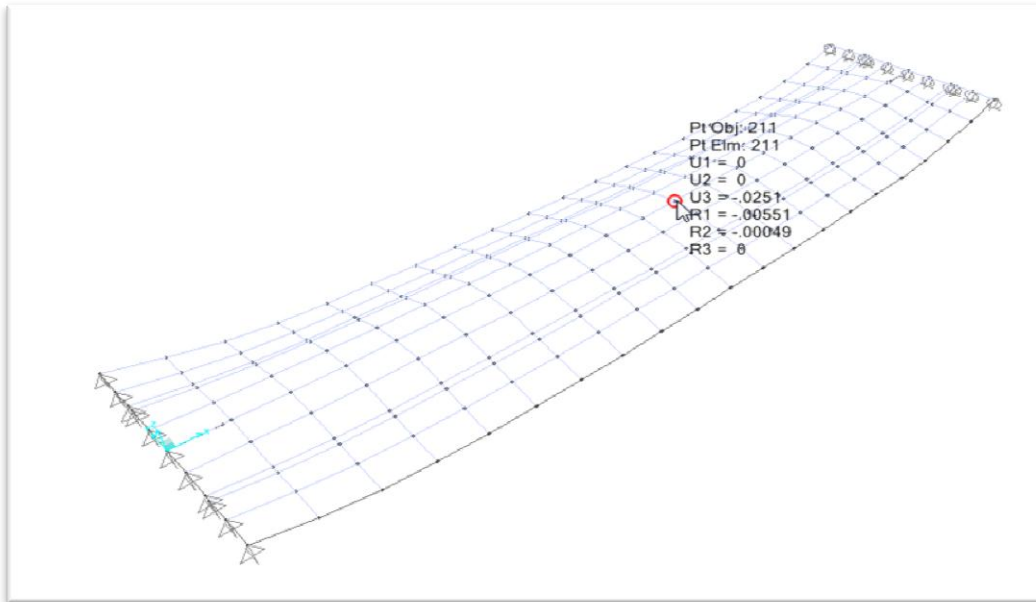 Pt Obj: 211
Pt Elm: 211
U1 = 0
U2 = 0
U3 = -.0251
R1 = -.00551
R2 = -.00049
R3 = 0